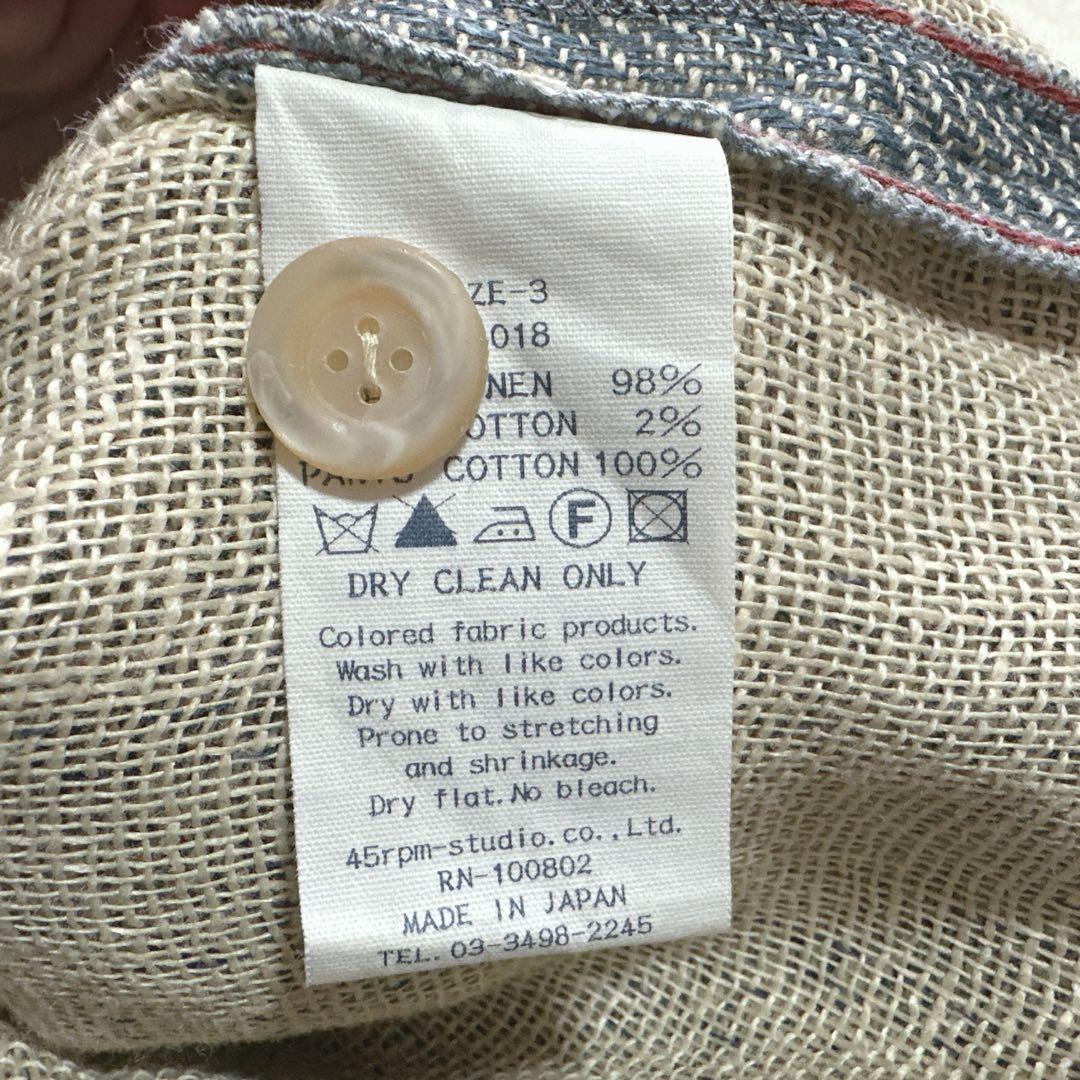 ZE-3
018
NEN 98%
OTTON 2%
PARTS COTTON 100%
F
DRY CLEAN ONLY
Colored fabric products.
Wash with like colors.
Dry with like colors.
Prone to stretching
and shrinkage.
Dry flat.No bleach.
45rpm-studio.co.,Ltd.
RN-100802
MADE IN JAPAN
TEL. 03-3498-2245